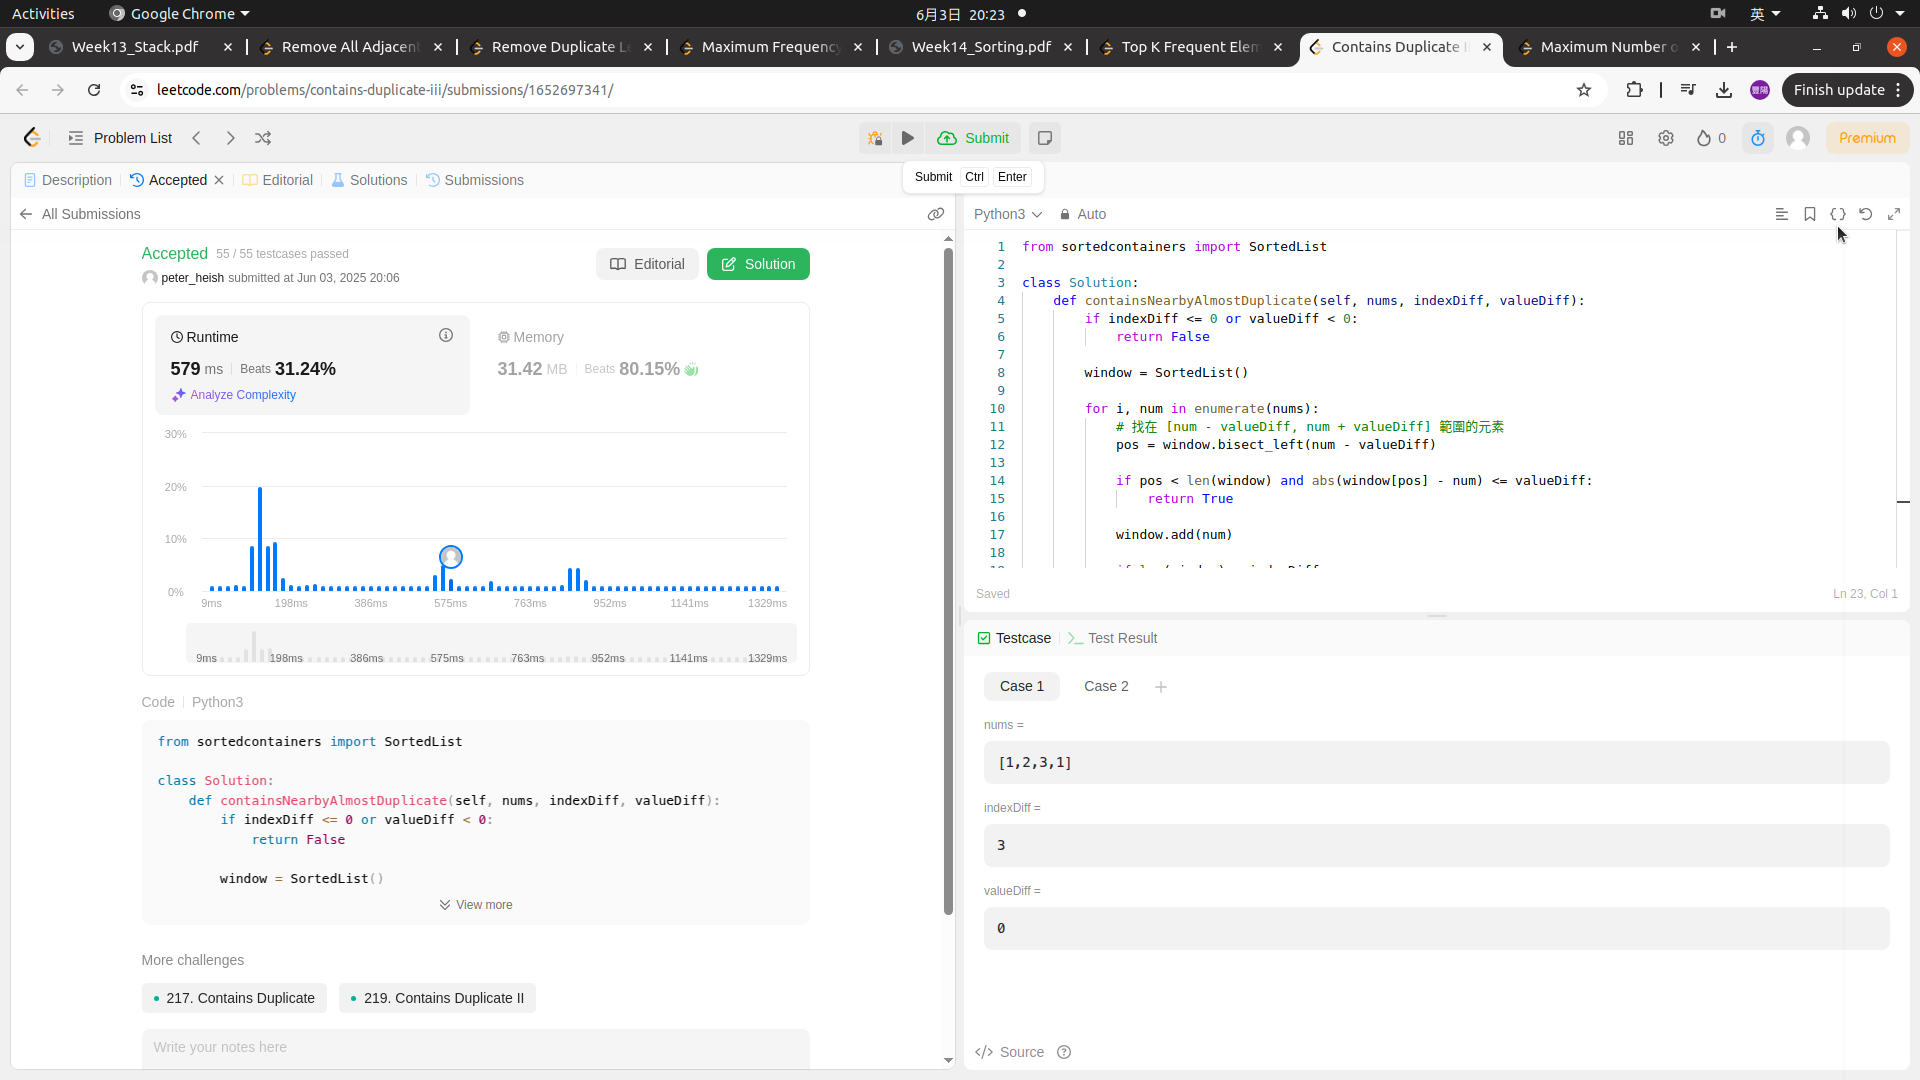 Activities
Google Chrome
6月3日 20:23
英
Week13_Stack.pdf
Remove All Adjacen
Remove Duplicate Le
Maximum Frequency
Week14_Sorting.pdf
Top K Frequent Elem
Contains Duplicate I
Maximum Number o
leetcode.com/problems/contains-duplicate-iii/submissions/1652697341/
豐陽
Finish update
Problem List
Submit
0
Premium
Description
Accepted
Editorial
Solutions
Submissions
Submit Ctrl Enter
All Submissions
Accepted 55 / 55 testcases passed
peter_heish submitted at Jun 03, 2025 20:06
Editorial
Solution
Runtime
579 ms Beats 31.24%
Analyze Complexity
Memory
31.42 MB Beats 80.15%
30%
20%
10%
0%
9ms 198ms 386ms 575ms 763ms 952ms 1141ms 1329ms
9ms 198ms 386ms 575ms 763ms 952ms 1141ms 1329ms
Code Python3
from sortedcontainers import SortedList
class Solution:
def containsNearbyAlmostDuplicate(self, nums, indexDiff, valueDiff):
if indexDiff <= 0 or valueDiff < 0:
return False
window = SortedList()
View more
More challenges
217. Contains Duplicate
219. Contains Duplicate II
Write your notes here
Python3
Auto
1 from sortedcontainers import SortedList
2
3 class Solution:
4 def containsNearbyAlmostDuplicate(self, nums, indexDiff, valueDiff):
5 if indexDiff <= 0 or valueDiff < 0:
6 return False
7
8 window = SortedList()
9
10 for i, num in enumerate(nums):
11 # 找在 [num - valueDiff, num + valueDiff] 範圍的元素
12 pos = window.bisect_left(num - valueDiff)
13
14 if pos < len(window) and abs(window[pos] - num) <= valueDiff:
15 return True
16
17 window.add(num)
18
Saved
Ln 23, Col 1
Testcase
Test Result
Case 1
Case 2
nums =
[1,2,3,1]
indexDiff =
3
valueDiff =
0
Source